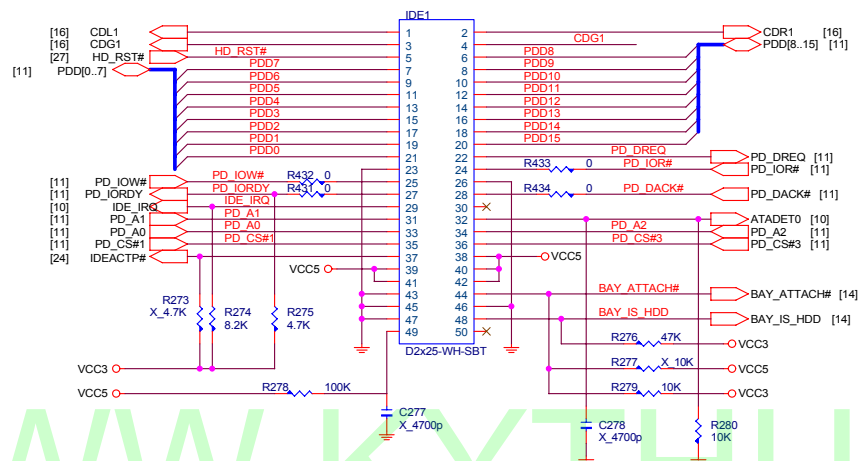 IDE1
[16] CDL1 1 2 CDR1 [16]
[16] CDG1 3 4 CDG1 PDD[8..15] [11]
[27] HD_RST# HD_RST# 5 6 PDD8
[11] PDD[0..7] PDD7 7 8 PDD9
PDD6 9 10 PDD10
PDD5 11 12 PDD11
PDD4 13 14 PDD12
PDD3 15 16 PDD13
PDD2 17 18 PDD14
PDD1 19 20 PDD15
PDD0 21 22 PD_DREQ PD_DREQ [11]
23 24 R433 0 PD_IOR# PD_IOR# [11]
[11] PD_IOW# PD_IOW# R432 0 25 26
[11] PD_IORDY PD_IORDY R431 0 27 28 R434 0 PD_DACK# PD_DACK# [11]
[10] IDE_IRQ 29 30
[11] PD_A1 PD_A1 31 32 ATADET0 [10]
[11] PD_A0 PD_A0 33 34 PD_A2 PD_A2 [11]
[11] PD_CS#1 PD_CS#1 35 36 PD_CS#3 PD_CS#3 [11]
[24] IDEACTP# 37 38 VCC5
VCC5 39 40
41 42
43 44 BAY_ATTACH# BAY_ATTACH# [14]
45 46
47 48 BAY_IS_HDD BAY_IS_HDD [14]
49 50
D2x25-WH-SBT
R273 X_4.7K
R274 8.2K
R275 4.7K
R276 47K VCC3
VCC3
R277 X_10K VCC5
VCC5 R278 100K
R279 10K VCC3
C277 X_4700p
C278 X_4700p
R280 10K